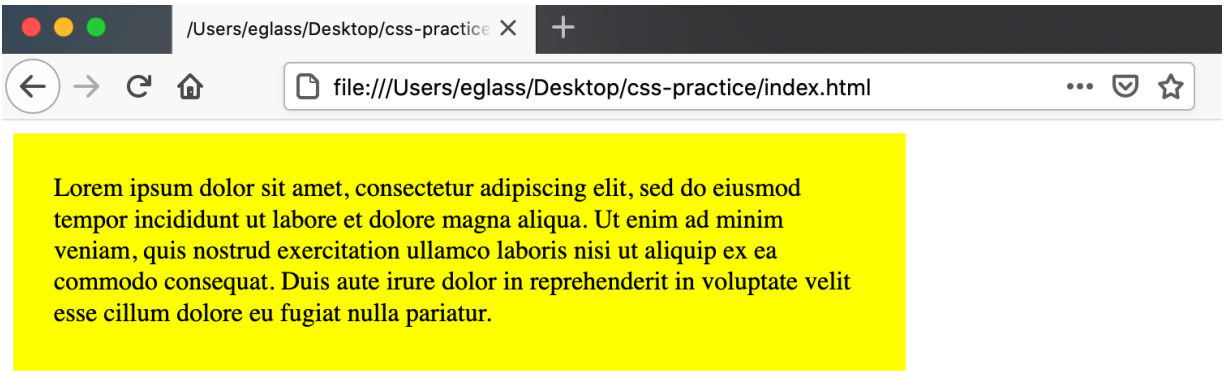 /Users/eglass/Desktop/css-practice
file:///Users/eglass/Desktop/css-practice/index.html
Lorem ipsum dolor sit amet, consectetur adipiscing elit, sed do eiusmod
tempor incididunt ut labore et dolore magna aliqua. Ut enim ad minim
veniam, quis nostrud exercitation ullamco laboris nisi ut aliquip ex ea
commodo consequat. Duis aute irure dolor in reprehenderit in voluptate velit
esse cillum dolore eu fugiat nulla pariatur.